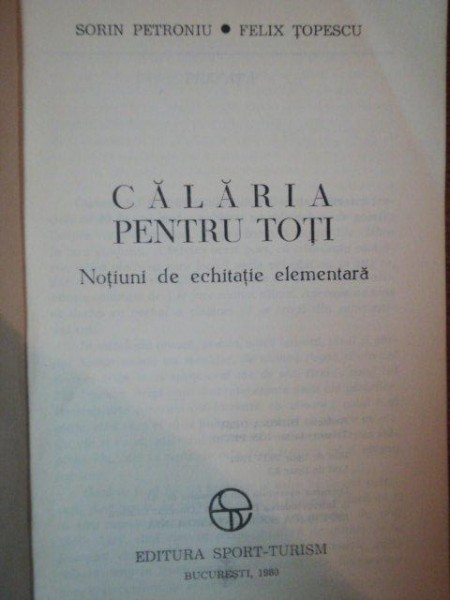 SORIN PETRONIU ● FELIX ȚOPESCU
CĂLĂRIA
PENTRU TOȚI
Noțiuni de echitație elementară
EDITURA SPORT-TURISM
BUCUREȘTI, 1980